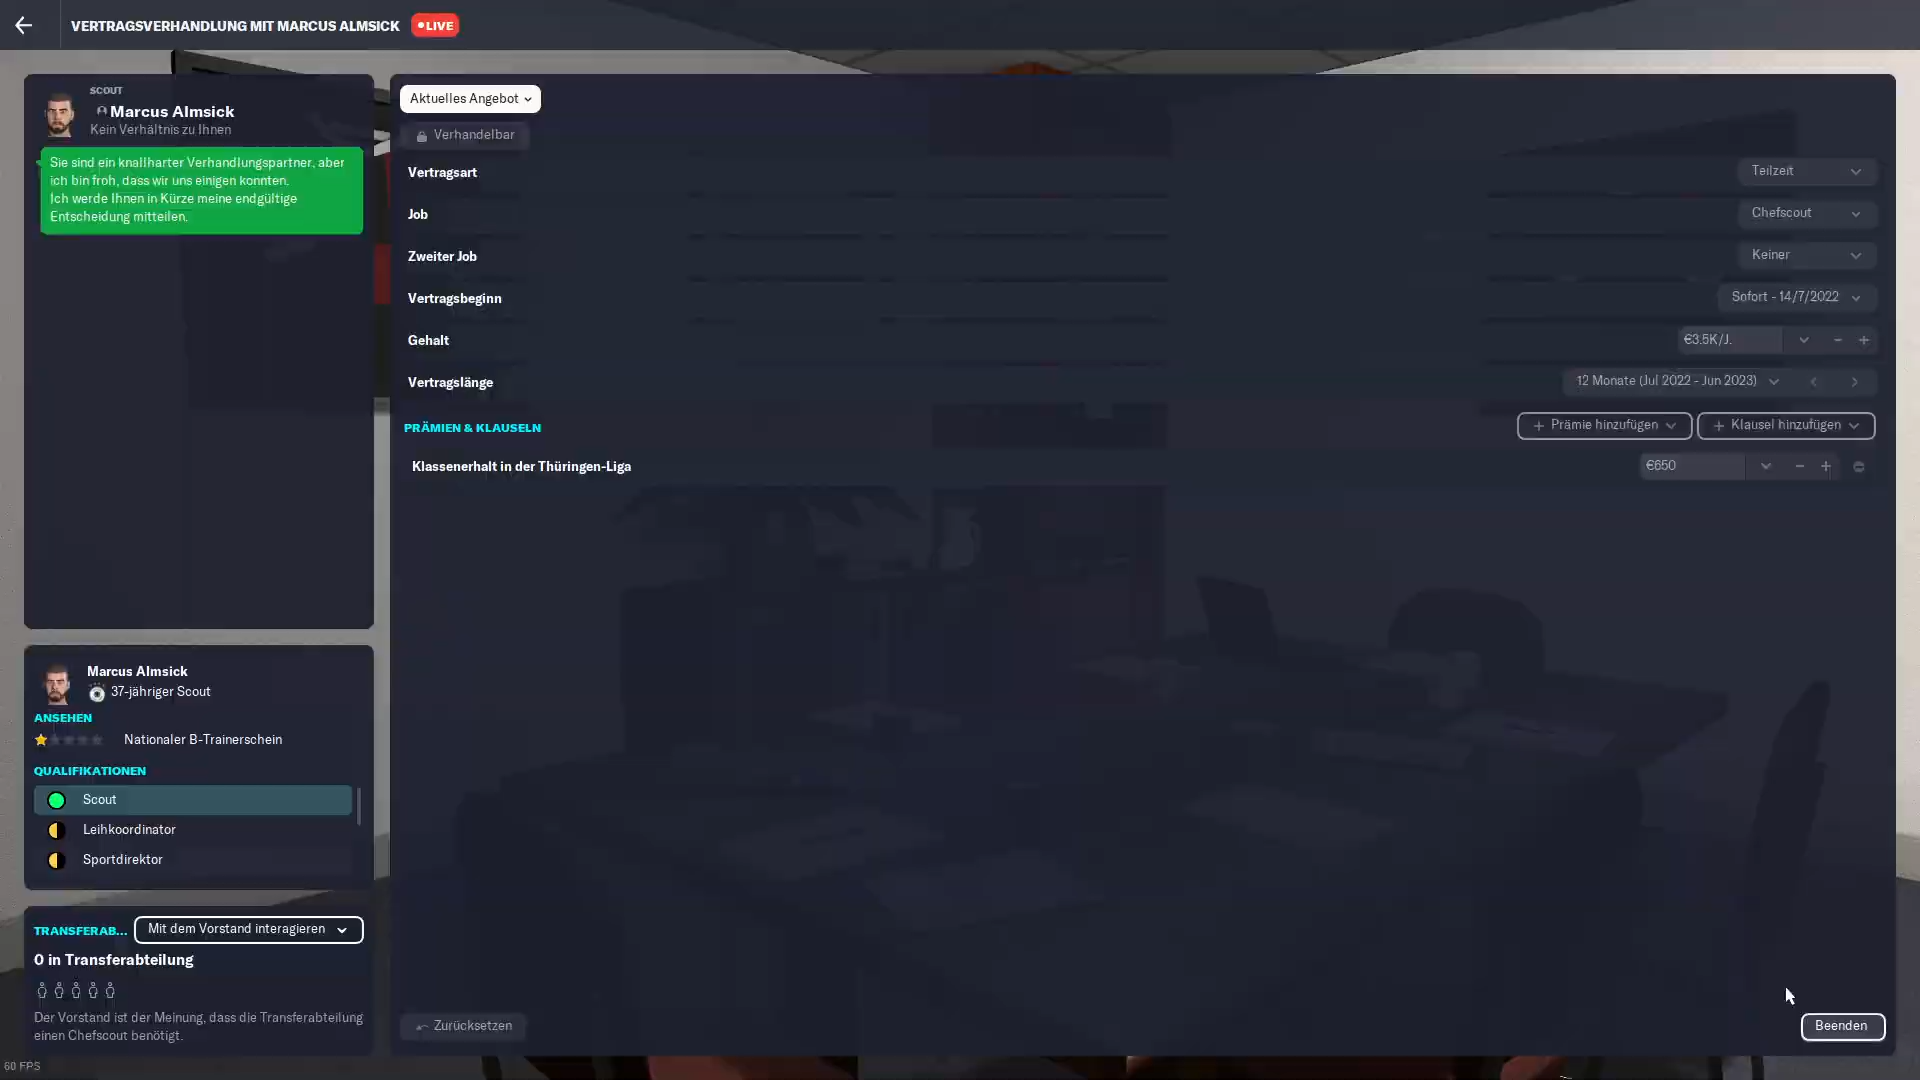 VERTRAGSVERHANDLUNG MIT MARCUS ALMSICK
LIVE
SCOUT
Marcus Almsick
Kein Verhältnis zu Ihnen
Sie sind ein knallharter Verhandlungspartner, aber
ich bin froh, dass wir uns einigen konnten.
Ich werde Ihnen in Kürze meine endgültige
Entscheidung mitteilen.
Aktuelles Angebot
Verhandelbar
Vertragsart
Teilzeit
Job
Chefscout
Zweiter Job
Keiner
Vertragsbeginn
Sofort - 14/7/2022
Gehalt
€3.5K/J.
Vertragslänge
12 Monate (Jul 2022 - Jun 2023)
PRÄMIEN & KLAUSELN
Prämie hinzufügen
Klausel hinzufügen
Klassenerhalt in der Thüringen-Liga
€650
Marcus Almsick
37-jähriger Scout
ANSEHEN
Nationaler B-Trainerschein
QUALIFIKATIONEN
Scout
Leihkoordinator
Sportdirektor
TRANSFERAB...
Mit dem Vorstand interagieren
0 in Transferabteilung
Der Vorstand ist der Meinung, dass die Transferabteilung
einen Chefscout benötigt.
Zurücksetzen
Beenden
60 FPS